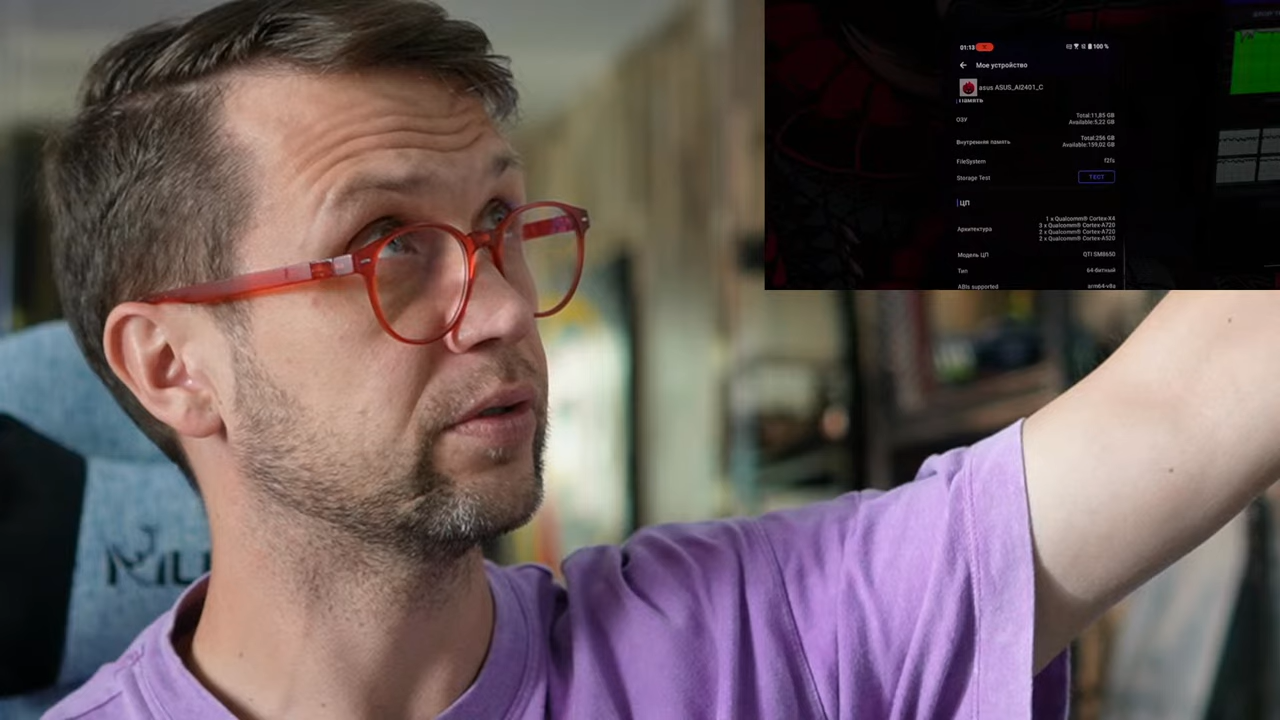 01:13
100 %
Мое устройство
asus ASUS_AI2401_C
Память
ОЗУ
Total:11,85 GB
Available:5,22 GB
Внутренняя память
Total:256 GB
Available:159,02 GB
FileSystem
f2fs
Storage Test
ТЕСТ
ЦП
Архитектура
1 x Qualcomm® Cortex-X4
3 x Qualcomm® Cortex-A720
2 x Qualcomm® Cortex-A720
2 x Qualcomm® Cortex-A520
Модель ЦП
QTI SM8650
Тип
64-битный
ABIs supported
arm64-v8a